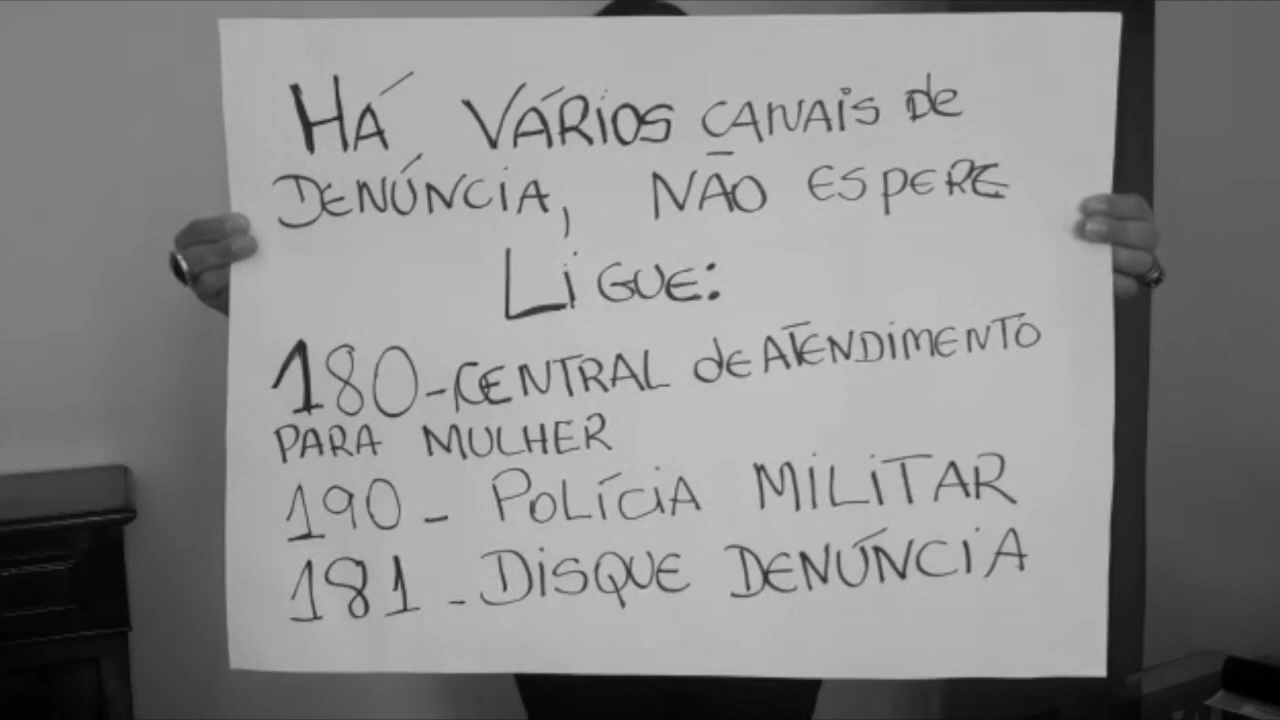 HÁ VÁRIOS CANAIS DE
DENÚNCIA, NÃO ESPERE
LIGUE:
180-CENTRAL de ATENDIMENTO
PARA MULHER
190 - POLÍCIA MILITAR
181 - DISQUE DENÚNCIA